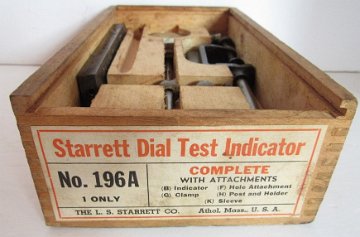 Starrett Dial Test Indicator
No. 196A
1 ONLY
COMPLETE
WITH ATTACHMENTS
(B) Indicator (F) Hole Attachment
(G) Clamp (H) Post and Holder
(K) Sleeve
THE L. S. STARRETT CO. Athol, Mass., U. S. A.